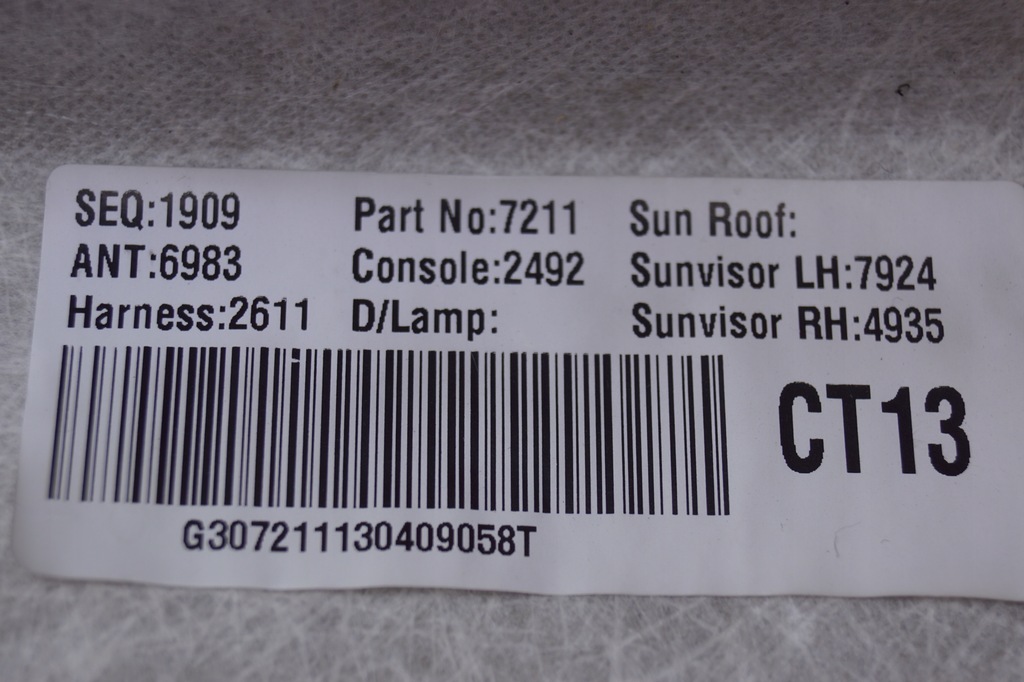 SEQ:1909 Part No:7211 Sun Roof:
ANT:6983 Console:2492 Sunvisor LH:7924
Harness:2611 D/Lamp: Sunvisor RH:4935
CT13
G307211130409058T